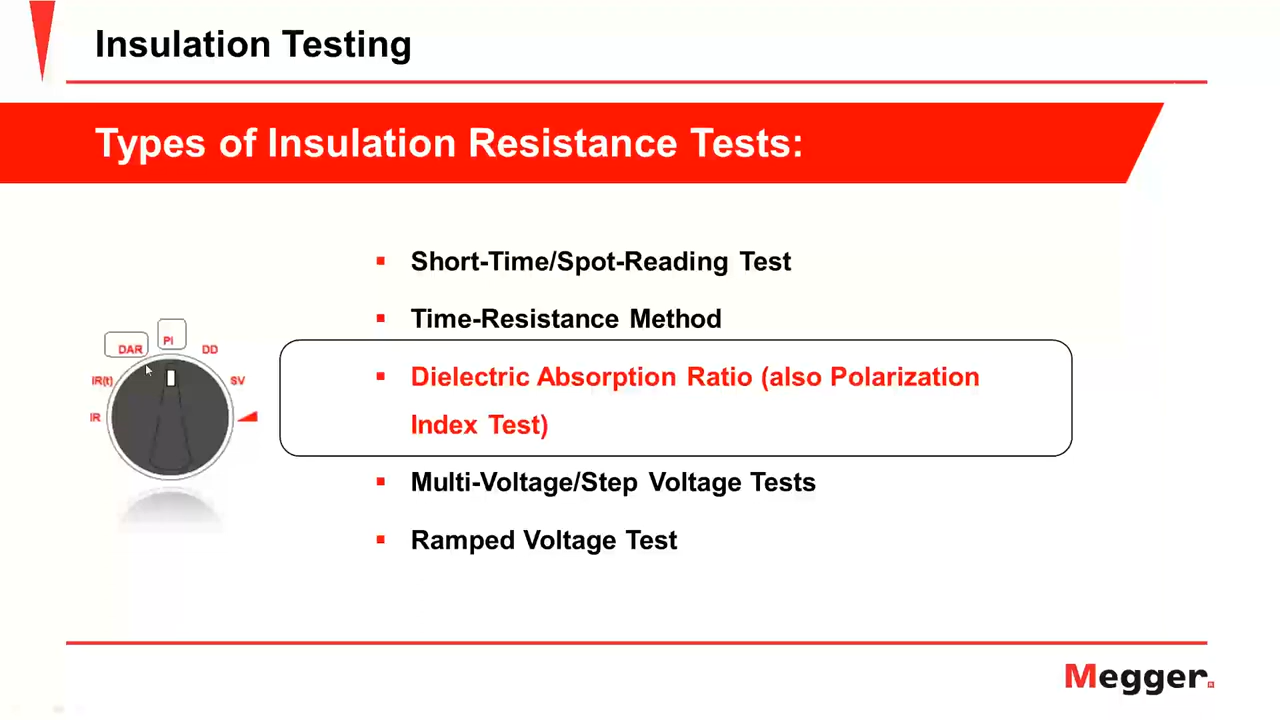 Insulation Testing
Types of Insulation Resistance Tests:
▪ Short-Time/Spot-Reading Test
▪ Time-Resistance Method
▪ Dielectric Absorption Ratio (also Polarization
Index Test)
▪ Multi-Voltage/Step Voltage Tests
▪ Ramped Voltage Test
PI
DAR
DD
IR(t)
SV
IR
Megger